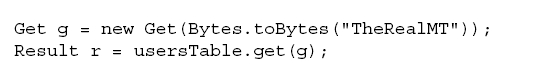 Get g = new Get(Bytes.toBytes("TheRealMT"));
Result r = usersTable.get(g);